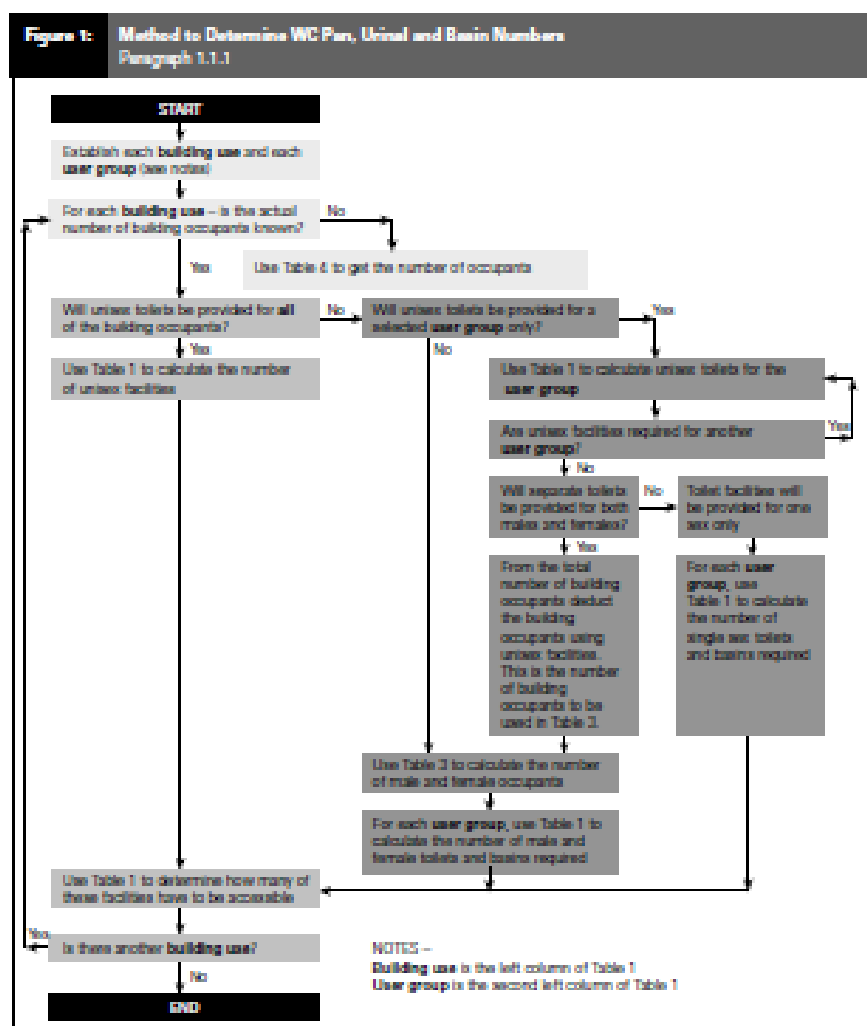 Figure 1:
Method to Determine WC Pan, Urinal and Basin Numbers
Paragraph 1.1.1
START
Establish each building use and each
user group (see notes)
For each building use – is the actual
number of building occupants known?
No
Yes
Use Table 4 to get the number of occupants
Will unisex toilets be provided for all
of the building occupants?
No
Will unisex toilets be provided for a
selected user group only?
Yes
Yes
No
Use Table 1 to calculate the number
of unisex facilities
Use Table 1 to calculate unisex toilets for the
user group
Are unisex facilities required for another
user group?
Yes
No
Will separate toilets
be provided for both
males and females?
No
Toilet facilities will
be provided for one
sex only
Yes
From the total
number of building
occupants deduct
the building
occupants using
unisex facilities.
This is the number
of building
occupants to be
used in Table 3.
For each user
group, use
Table 1 to calculate
the number of
single sex toilets
and basins required
Use Table 3 to calculate the number
of male and female occupants
For each user group, use Table 1 to
calculate the number of male and
female toilets and basins required
Use Table 1 to determine how many of
these facilities have to be accessible
Yes
Is there another building use?
No
END
NOTES –
Building use is the left column of Table 1
User group is the second left column of Table 1